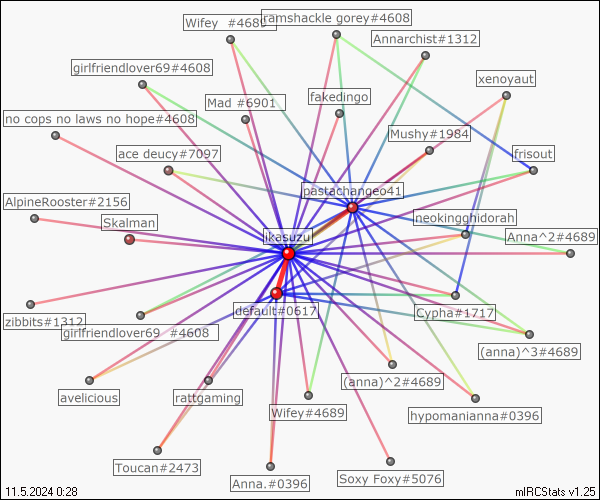 Wifey  #4689
ramshackle gorey#4608
Annarchist#1312
girlfriendlover69#4608
xenoyaut
Mad #6901
fakedingo
no cops no laws no hope#4608
Mushy#1984
ace deucy#7097
frisout
pastachangeo41
AlpineRooster#2156
Skalman
neokingghidorah
ikasuzu
Anna^2#4689
default#0617
Cypha#1717
zibbits#1312
girlfriendlover69  #4608
(anna)^3#4689
(anna)^2#4689
avelicious
rattgaming
Wifey#4689
hypomanianna#0396
Toucan#2473
Anna.#0396
Soxy Foxy#5076
11.5.2024 0:28
mIRCStats v1.25